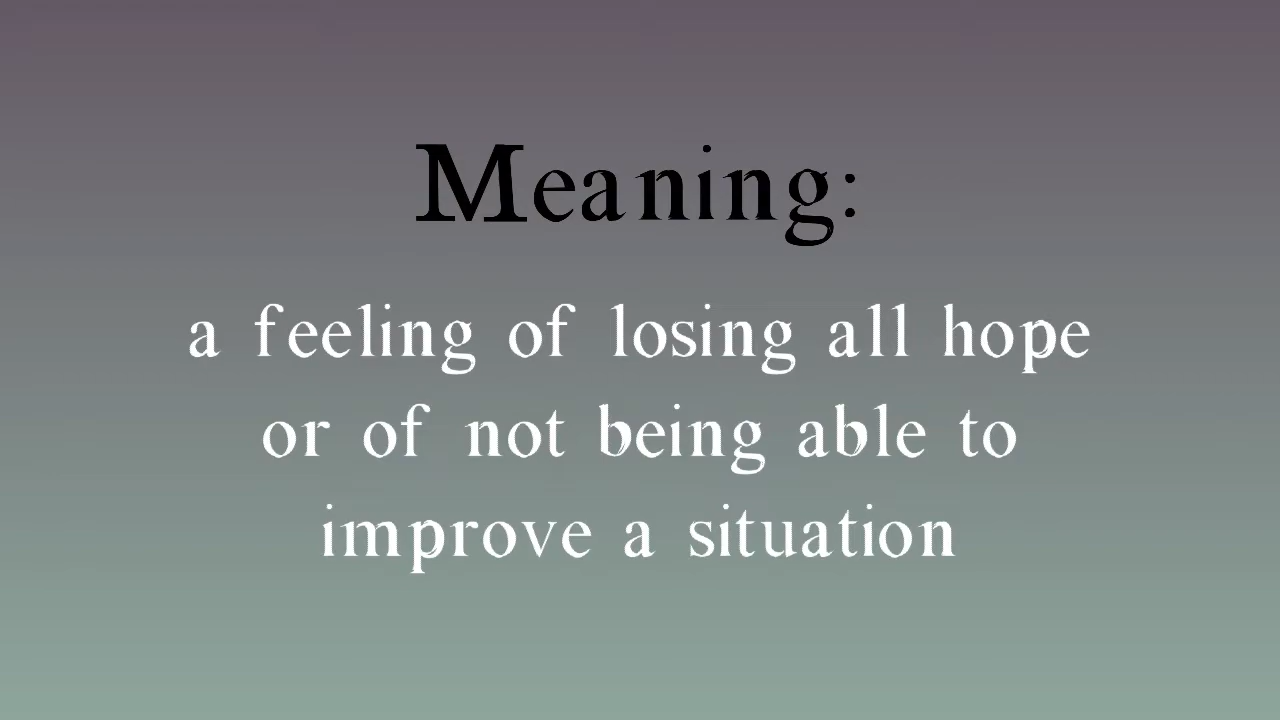 Meaning:
a feeling of losing all hope
or of not being able to
improve a situation